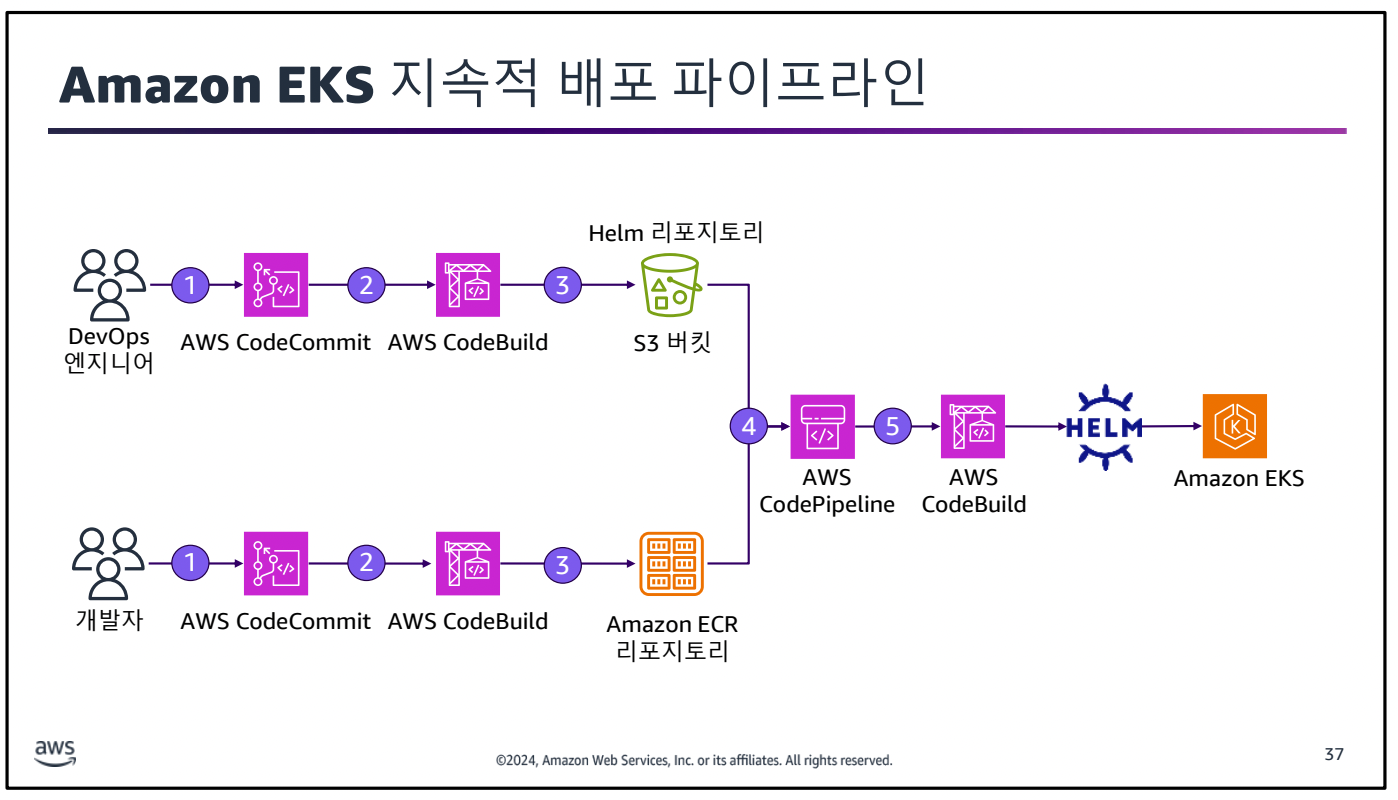 Amazon EKS 지속적 배포 파이프라인
Helm 리포지토리
1
2
3
</>
</>
DevOps
엔지니어
AWS CodeCommit
AWS CodeBuild
S3 버킷
4
5
</>
</>
HELM
K
AWS
CodePipeline
AWS
CodeBuild
Amazon EKS
1
2
3
</>
</>
개발자
AWS CodeCommit
AWS CodeBuild
Amazon ECR
리포지토리
aws
©2024, Amazon Web Services, Inc. or its affiliates. All rights reserved.
37